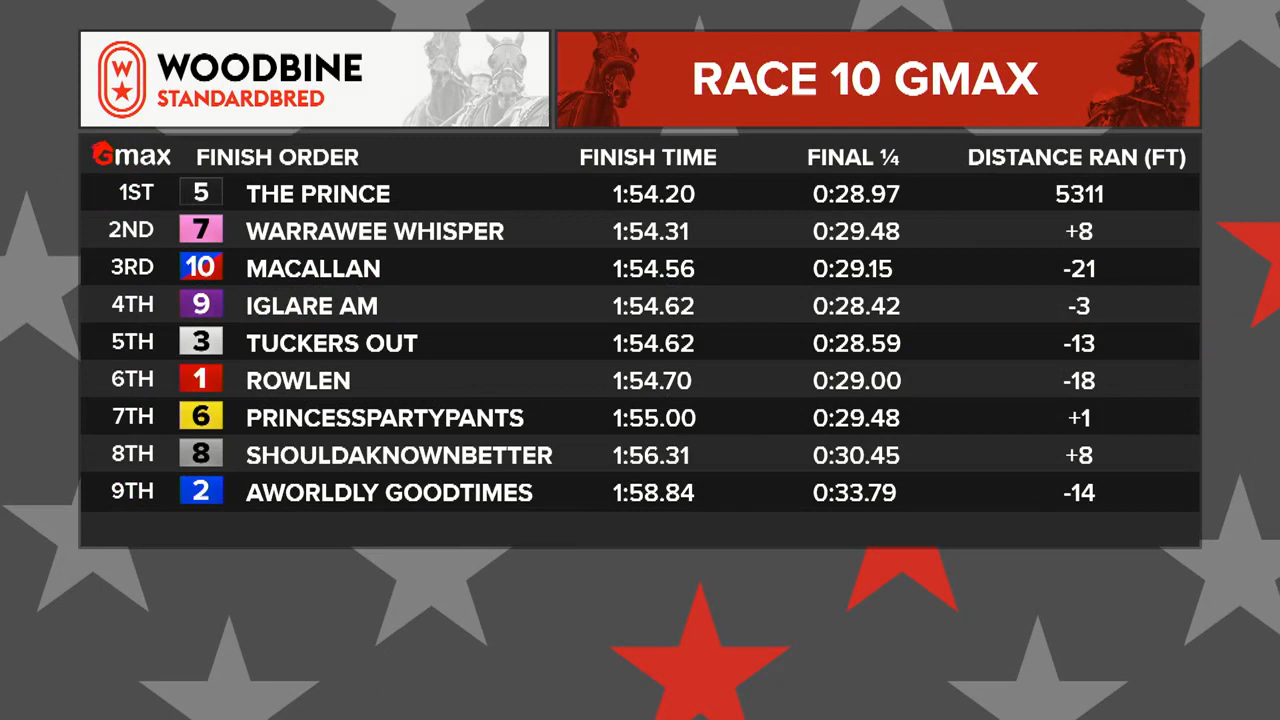 W
WOODBINE
STANDARDBRED
RACE 10 GMAX
Gmax FINISH ORDER FINISH TIME FINAL ¼ DISTANCE RAN (FT)
1ST 5 THE PRINCE 1:54.20 0:28.97 5311
2ND 7 WARRAWEE WHISPER 1:54.31 0:29.48 +8
3RD 10 MACALLAN 1:54.56 0:29.15 -21
4TH 9 IGLARE AM 1:54.62 0:28.42 -3
5TH 3 TUCKERS OUT 1:54.62 0:28.59 -13
6TH 1 ROWLEN 1:54.70 0:29.00 -18
7TH 6 PRINCESSPARTYPANTS 1:55.00 0:29.48 +1
8TH 8 SHOULDAKNOWNBETTER 1:56.31 0:30.45 +8
9TH 2 AWORLDLY GOODTIMES 1:58.84 0:33.79 -14